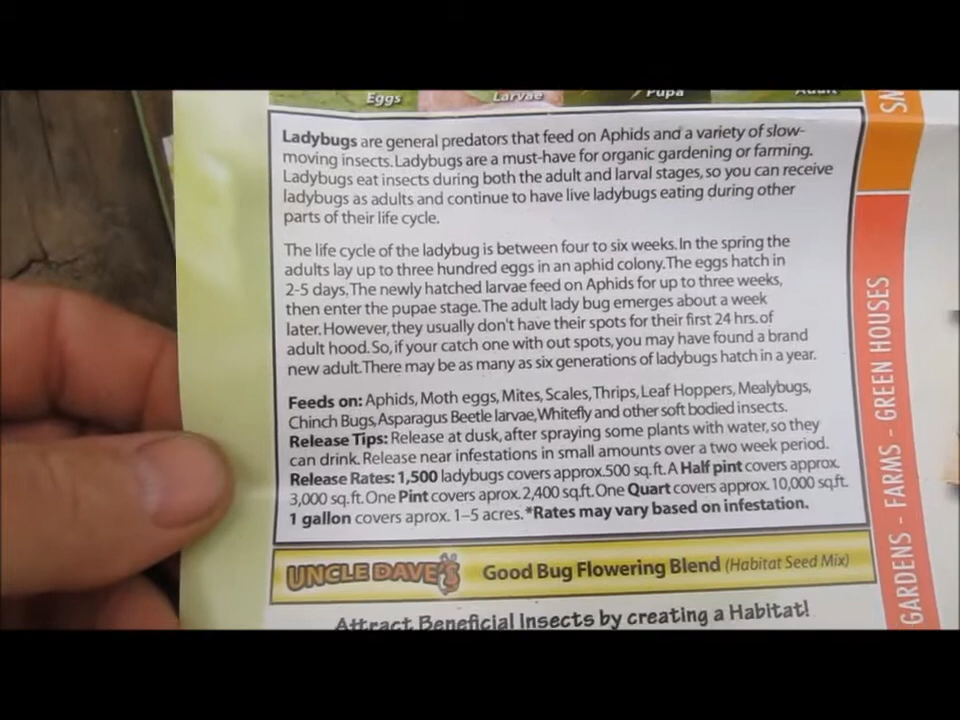 Eggs Larvae Pupa Adult
Ladybugs are general predators that feed on Aphids and a variety of slow-
moving insects. Ladybugs are a must-have for organic gardening or farming.
Ladybugs eat insects during both the adult and larval stages, so you can receive
ladybugs as adults and continue to have live ladybugs eating during other
parts of their life cycle.
The life cycle of the ladybug is between four to six weeks. In the spring the
adults lay up to three hundred eggs in an aphid colony. The eggs hatch in
2-5 days. The newly hatched larvae feed on Aphids for up to three weeks,
then enter the pupae stage. The adult lady bug emerges about a week
later. However, they usually don't have their spots for their first 24 hrs. of
adult hood. So, if your catch one with out spots, you may have found a brand
new adult. There may be as many as six generations of ladybugs hatch in a year.
Feeds on: Aphids, Moth eggs, Mites, Scales, Thrips, Leaf Hoppers, Mealybugs,
Chinch Bugs, Asparagus Beetle larvae, Whitefly and other soft bodied insects.
Release Tips: Release at dusk, after spraying some plants with water, so they
can drink. Release near infestations in small amounts over a two week period.
Release Rates: 1,500 ladybugs covers approx. 500 sq. ft. A Half pint covers approx.
3,000 sq. ft. One Pint covers aprox. 2,400 sq.ft. One Quart covers approx. 10,000 sq.ft.
1 gallon covers aprox. 1–5 acres. *Rates may vary based on infestation.
UNCLE DAVE'S Good Bug Flowering Blend (Habitat Seed Mix)
Attract Beneficial Insects by creating a Habitat!
GARDENS - FARMS - GREEN HOUSES